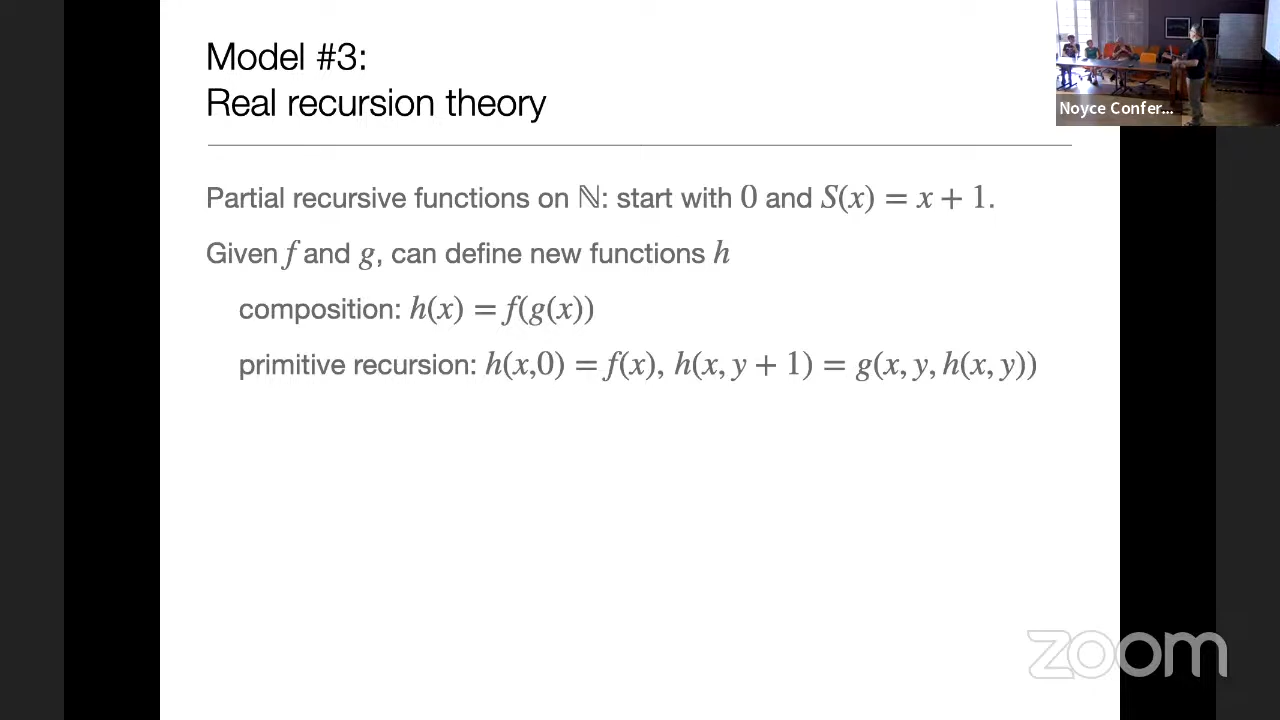 Model #3:
Real recursion theory
Noyce Confer...
Partial recursive functions on ℕ: start with 0 and S(x) = x + 1.
Given f and g, can define new functions h
composition: h(x) = f(g(x))
primitive recursion: h(x,0) = f(x), h(x, y + 1) = g(x, y, h(x, y))
zoom